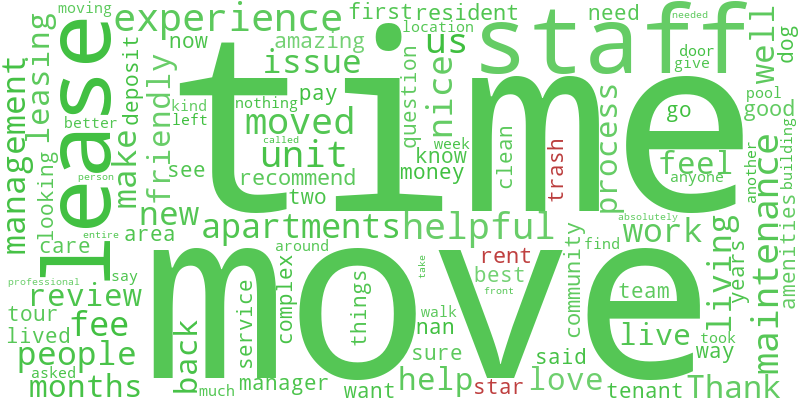 moving
first
resident
need
needed
experience
location
staff
well
dog
lease
leasing
now
amazing
us
door
give
deposit
issue
management
make
friendly
kind
left
nothing
pay
time
question
nice
process
go
pool
good
better
looking
called
moved
unit
week
know
money
clean
trash
feel
anyone
another
building
person
see
recommend
two
new
apartments
helpful
absolutely
work
living
years
amenities
maintenance
entire
care
area
around
rent
best
find
community
take
professional
say
review
tour
lived
fee
people
asked
months
back
service
complex
things
move
front
walk
nan
sure
team
live
took
way
said
much
manager
want
help
star
love
tenant
Thank